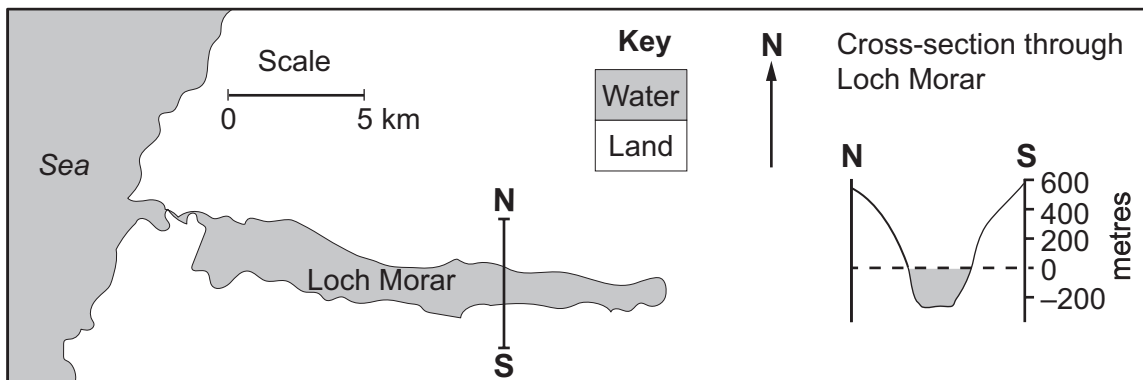 Scale
0 5 km
Sea
Loch Morar
N
S
Key
Water
Land
N
Cross-section through
Loch Morar
N S
600
400
200
0
–200
metres